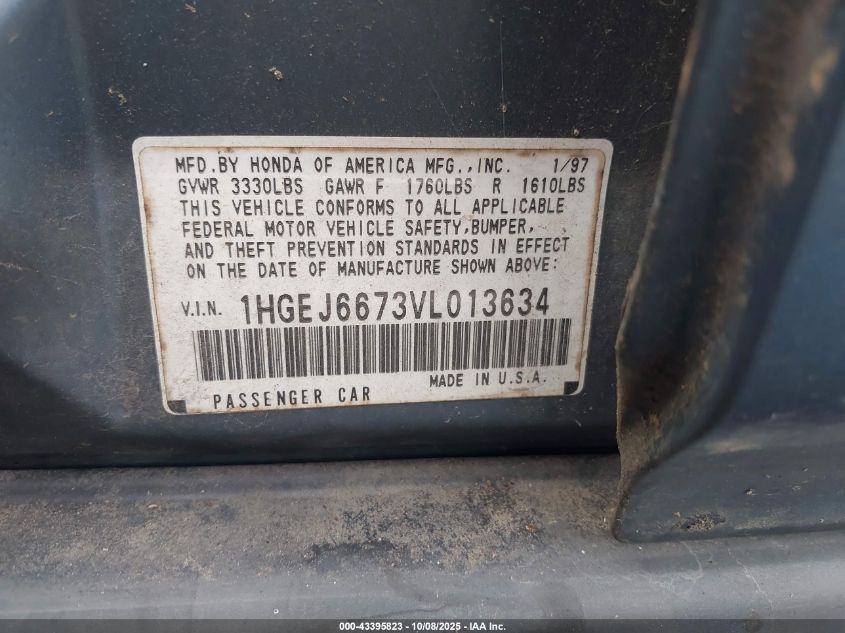 MFD.BY HONDA OF AMERICA MFG.,INC. 1/97
GVWR 3330LBS GAWR F 1760LBS R 1610LBS
THIS VEHICLE CONFORMS TO ALL APPLICABLE
FEDERAL MOTOR VEHICLE SAFETY,BUMPER,
AND THEFT PREVENTION STANDARDS IN EFFECT
ON THE DATE OF MANUFACTURE SHOWN ABOVE:
V.I.N. 1HGEJ6673VL013634
PASSENGER CAR MADE IN U.S.A.
000-43395823 - 10/08/2025 - IAA Inc.